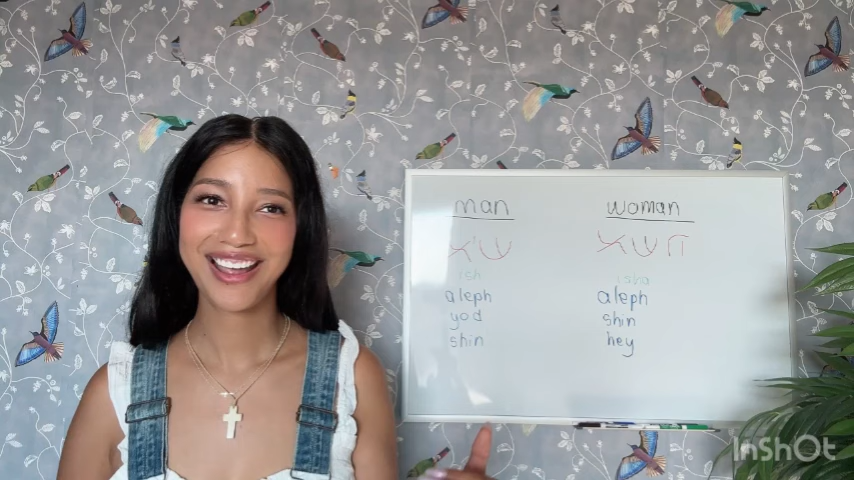 man
איש
ish
aleph
yod
shin
woman
אשה
isha
aleph
shin
hey
InShOt